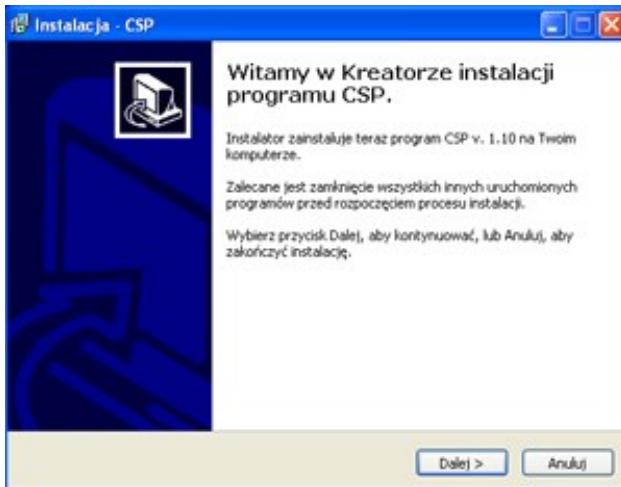 Instalacja - CSP
Witamy w Kreatorze instalacji
programu CSP.
Instalator zainstaluje teraz program CSP v. 1.10 na Twoim
komputerze.
Zalecane jest zamknięcie wszystkich innych uruchomionych
programów przed rozpoczęciem procesu instalacji.
Wybierz przycisk Dalej, aby kontynuować, lub Anuluj, aby
zakończyć instalację.
Dalej >
Anuluj